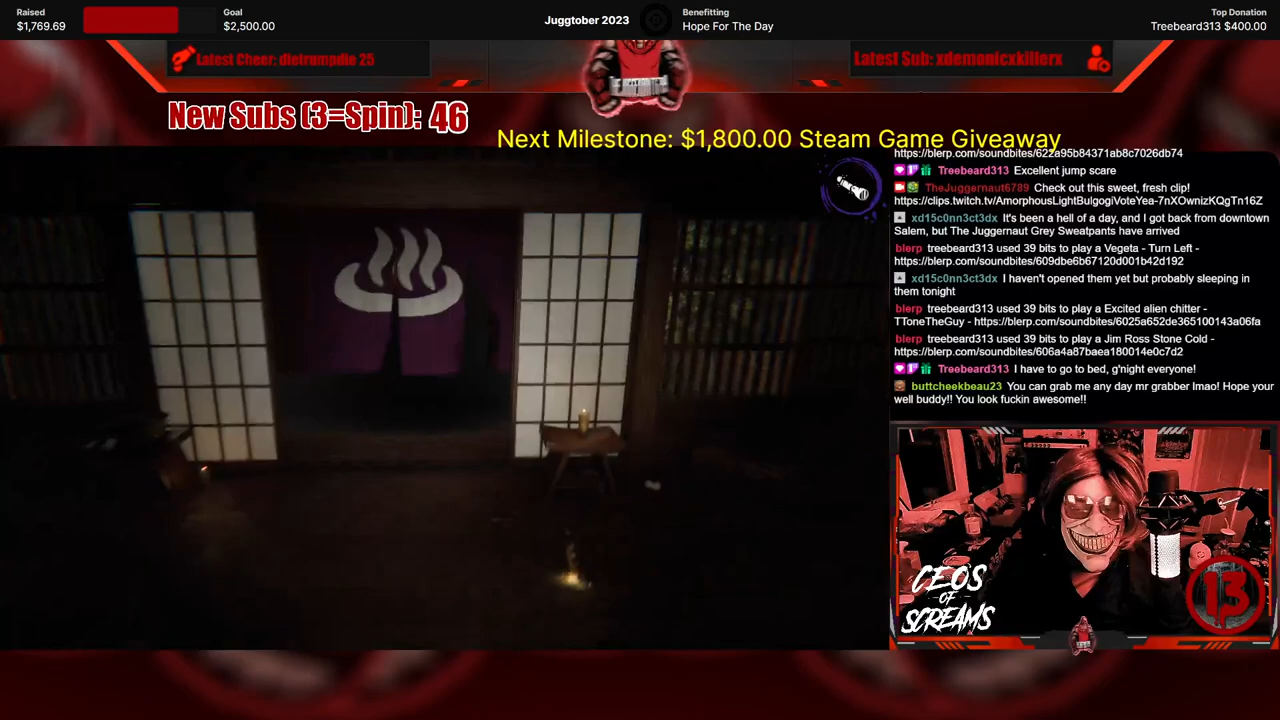 Raised
$1,769.69
Goal
$2,500.00
Juggtober 2023
Benefitting
Hope For The Day
Top Donation
Treebeard313 $400.00
Latest Cheer: dietrumpdie 25
Latest Sub: xdemonicxkillerx
New Subs (3=Spin): 46
Next Milestone: $1,800.00 Steam Game Giveaway
https://blerp.com/soundbites/622a95b84371ab8c7026db74
Treebeard313 Excellent jump scare
TheJuggernaut6789 Check out this sweet, fresh clip!
https://clips.twitch.tv/AmorphousLightBulgogiVoteYea-7nXOwnizKQgTn16Z
xd15c0nn3ct3dx It's been a hell of a day, and I got back from downtown
Salem, but The Juggernaut Grey Sweatpants have arrived
blerp treebeard313 used 39 bits to play a Vegeta - Turn Left -
https://blerp.com/soundbites/609dbe6b67120d001b42d192
xd15c0nn3ct3dx I haven't opened them yet but probably sleeping in
them tonight
blerp treebeard313 used 39 bits to play a Excited alien chitter -
TToneTheGuy - https://blerp.com/soundbites/6025a652de365100143a06fa
blerp treebeard313 used 39 bits to play a Jim Ross Stone Cold -
https://blerp.com/soundbites/606a4a87baea180014e0c7d2
Treebeard313 I have to go to bed, g'night everyone!
buttcheekbeau23 You can grab me any day mr grabber lmao! Hope your
well buddy!! You look fuckin awesome!!
CEOS
OF
SCREAMS
13